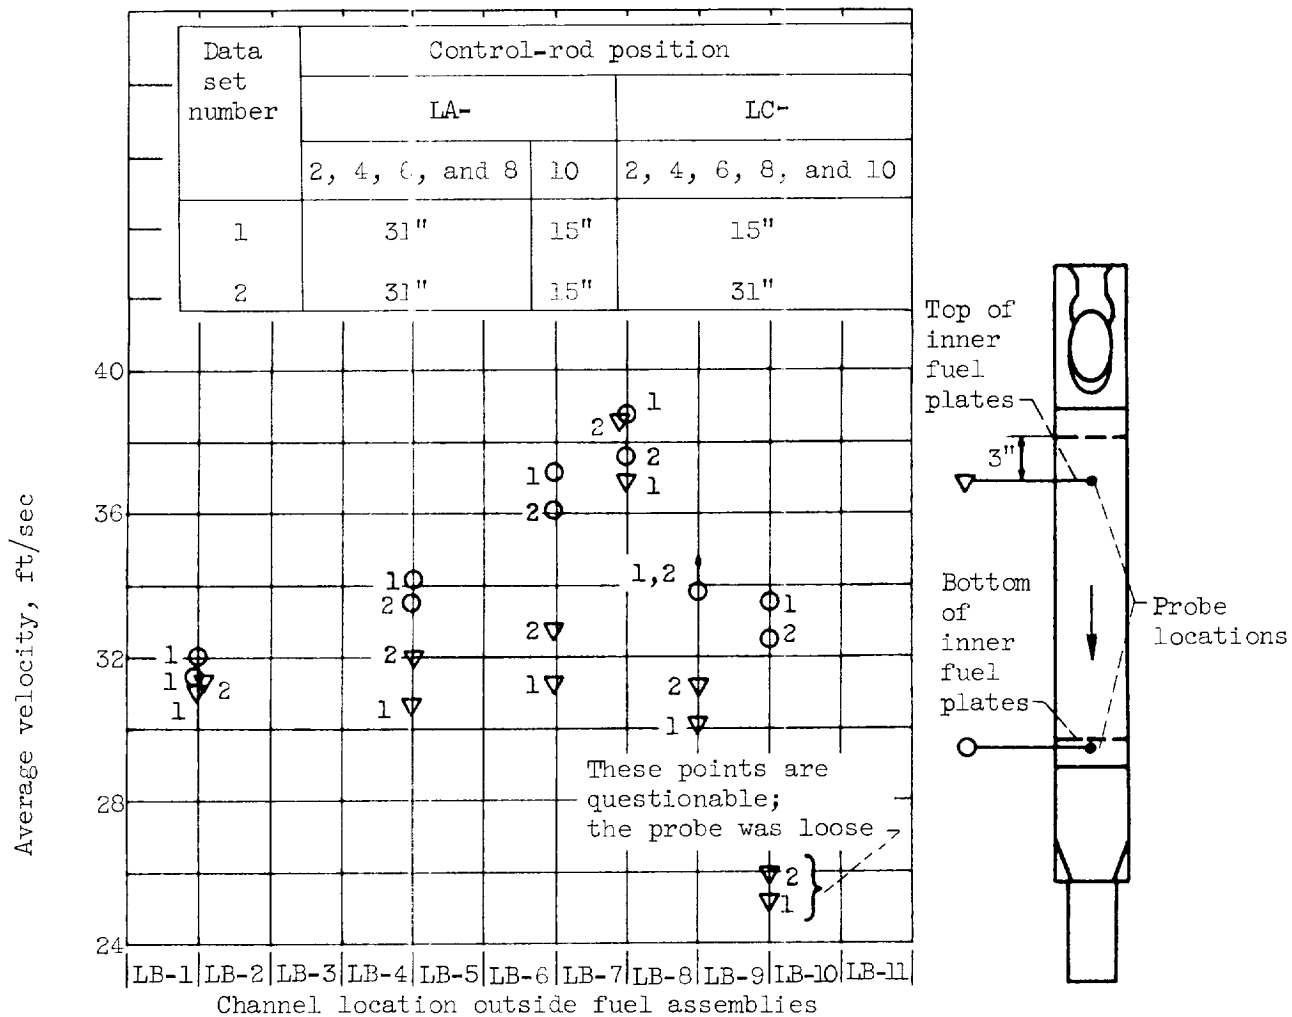 Data set number
Control-rod position
LA-
LC-
2, 4, 6, and 8
10
2, 4, 6, 8, and 10
1
31"
15"
15"
2
31"
15"
31"
40
36
32
28
24
Average velocity, ft/sec
1
1
1
2
1
2
2
1
1
2
2
1
1
2
2
1
1,2
2
1
1
2
These points are
questionable;
the probe was loose
2
1
LB-1 LB-2 LB-3 LB-4 LB-5 LB-6 LB-7 LB-8 LB-9 LB-10 LB-11
Channel location outside fuel assemblies
Top of
inner
fuel
plates
3"
Bottom
of
inner
fuel
plates
Probe
locations